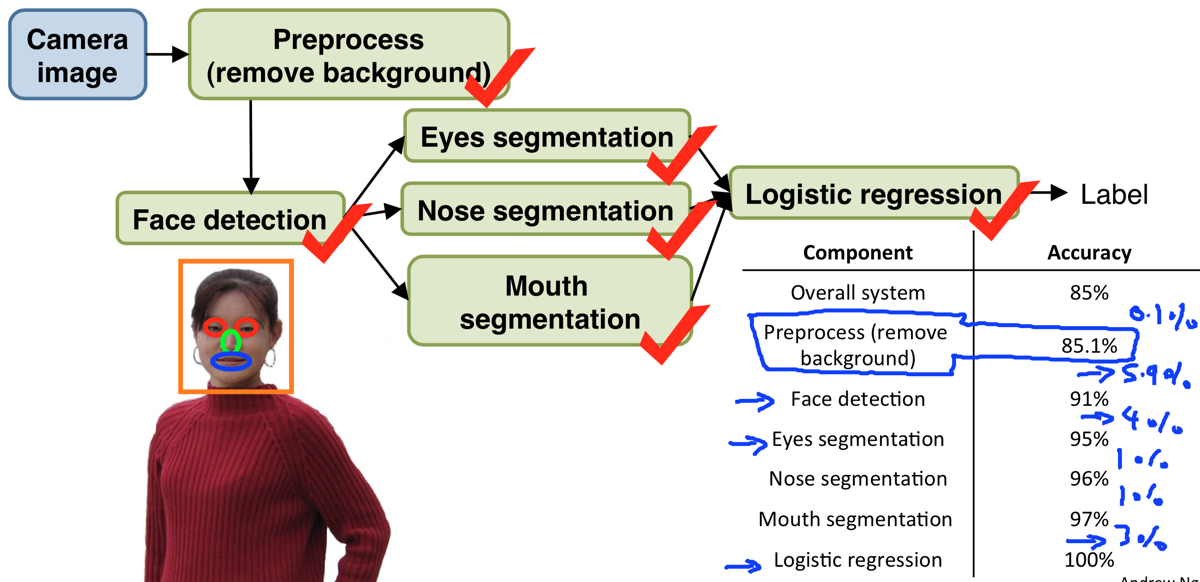 Camera
image
Preprocess
(remove background)
Eyes segmentation
Face detection
Nose segmentation
Mouth
segmentation
Logistic regression
Label
Component Accuracy
Overall system 85%
0.1%
Preprocess (remove
background) 85.1%
5.9%
Face detection 91%
4%
Eyes segmentation 95%
1%
Nose segmentation 96%
1%
Mouth segmentation 97%
3%
Logistic regression 100%
Andrew Ng